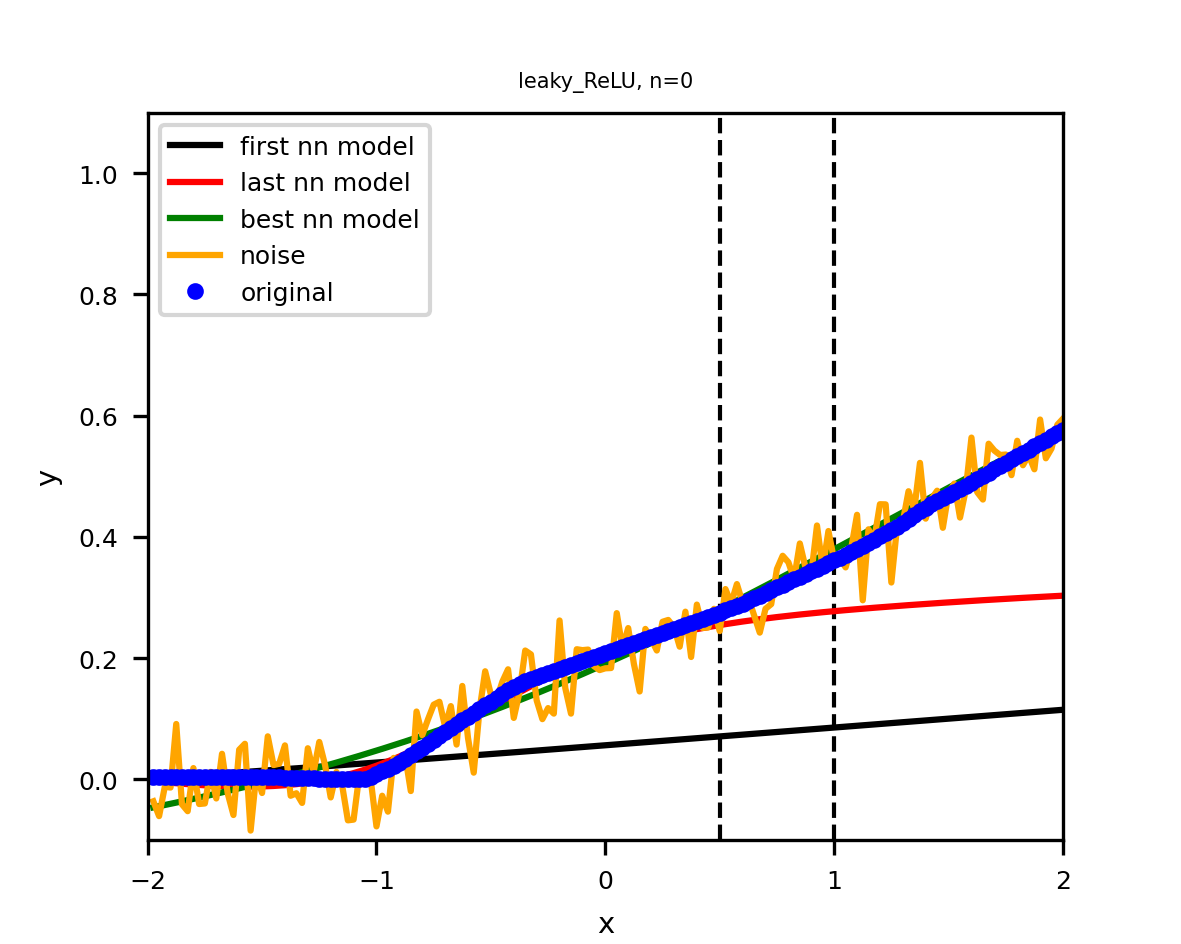 leaky_ReLU, n=0
first nn model
last nn model
best nn model
noise
original
1.0
0.8
0.6
0.4
0.2
0.0
y
−2
−1
0
1
2
x